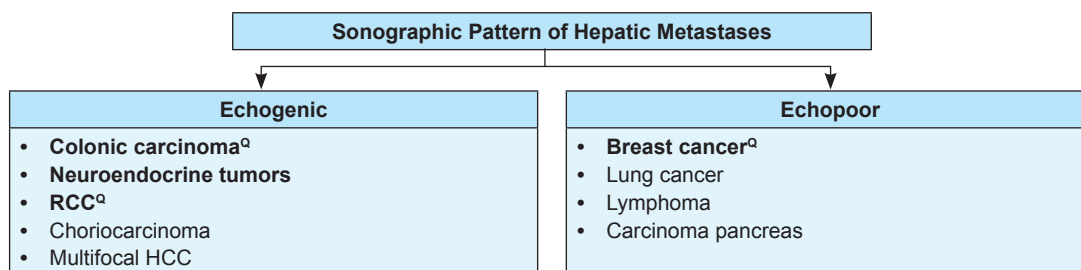 Sonographic Pattern of Hepatic Metastases
Echogenic
• Colonic carcinomaQ
• Neuroendocrine tumors
• RCCQ
• Choriocarcinoma
• Multifocal HCC
Echopoor
• Breast cancerQ
• Lung cancer
• Lymphoma
• Carcinoma pancreas